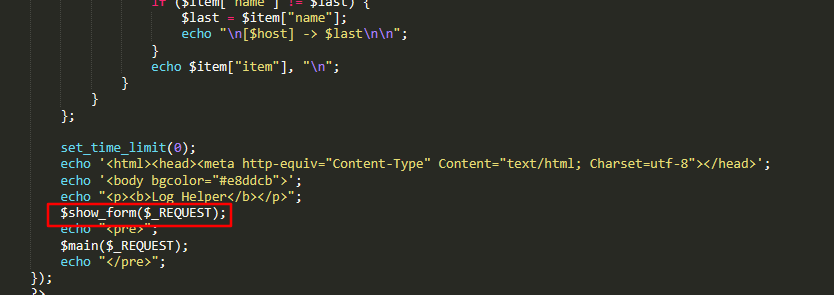 if ($item["name"] != $last) {
$last = $item["name"];
echo "\n[$host] -> $last\n\n";
}
echo $item["item"], "\n";
}
}
};
set_time_limit(0);
echo '<html><head><meta http-equiv="Content-Type" Content="text/html; Charset=utf-8"></head>';
echo '<body bgcolor="#e8ddcb">';
echo "<p><b>Log Helper</b></p>";
$show_form($_REQUEST);
echo "<pre>";
$main($_REQUEST);
echo "</pre>";
});
?>